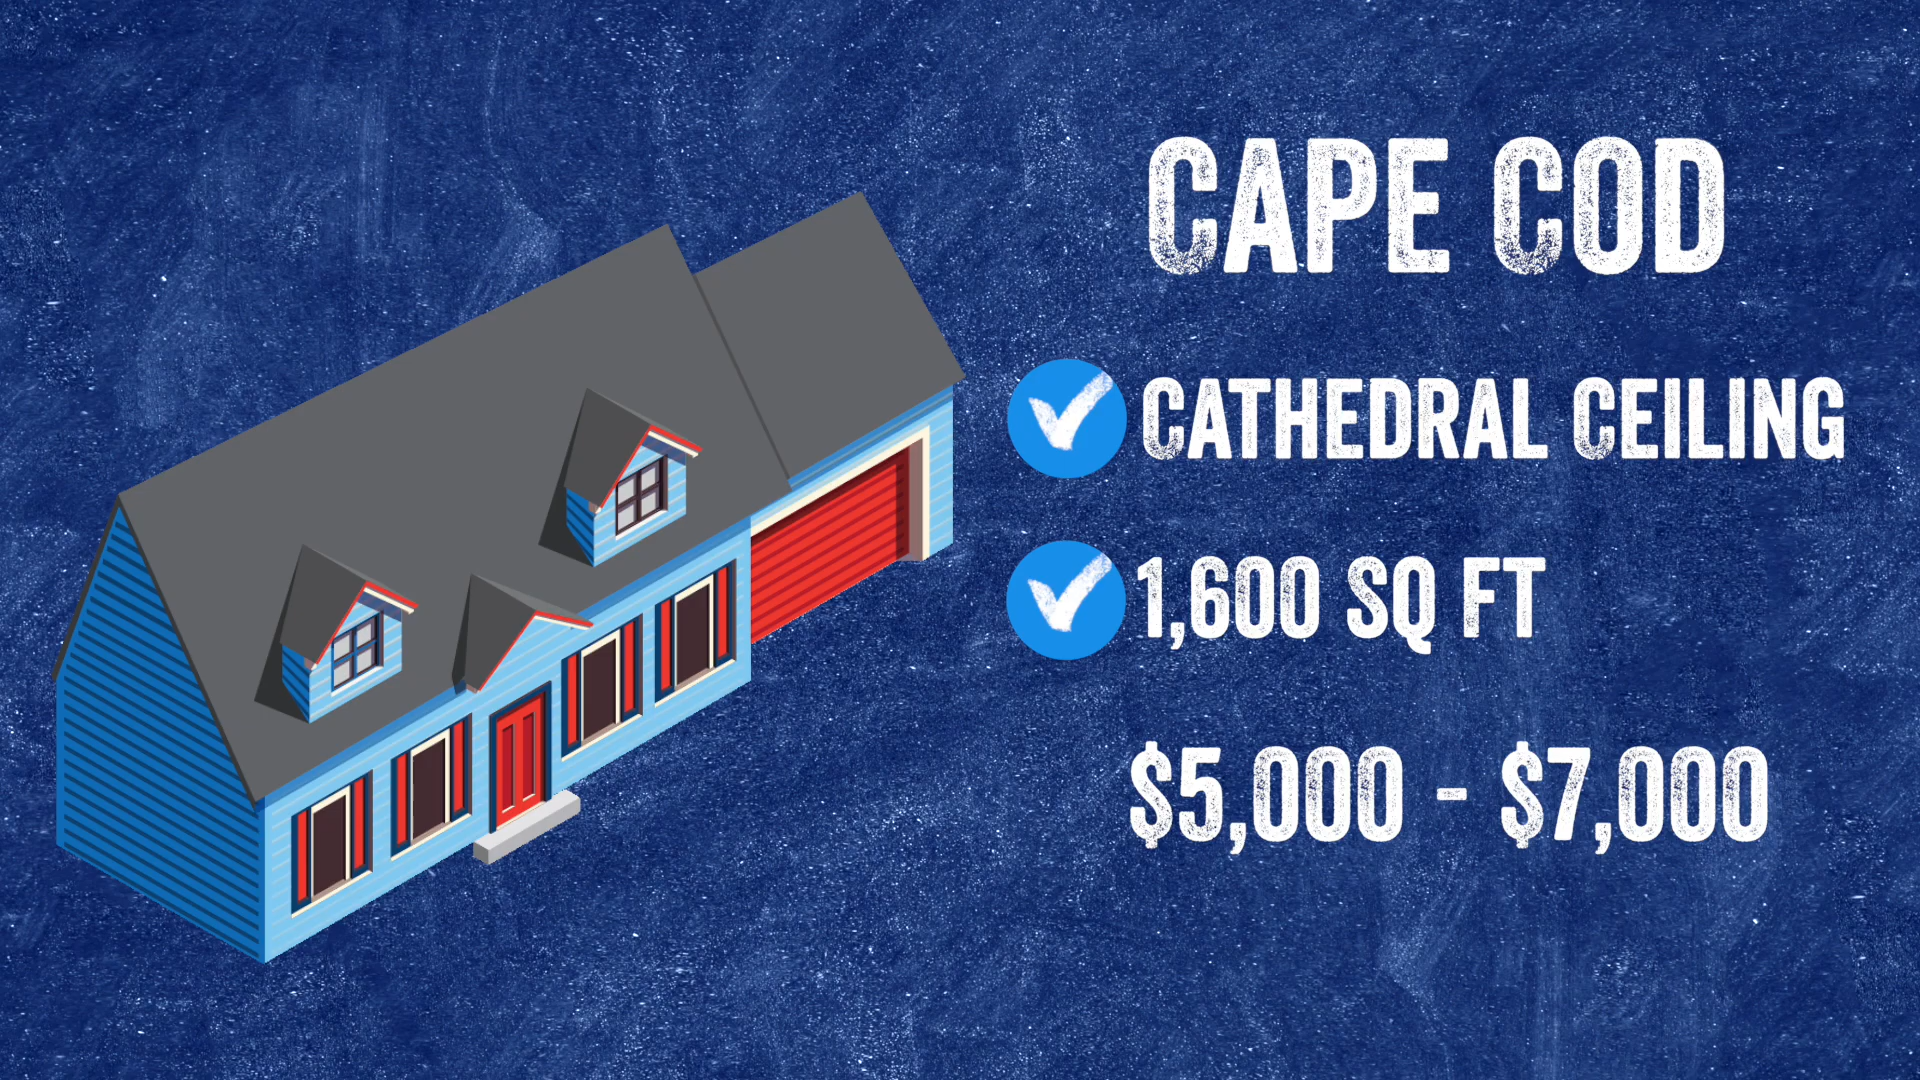 CAPE COD
CATHEDRAL CEILING
1,600 SQ FT
$5,000 - $7,000